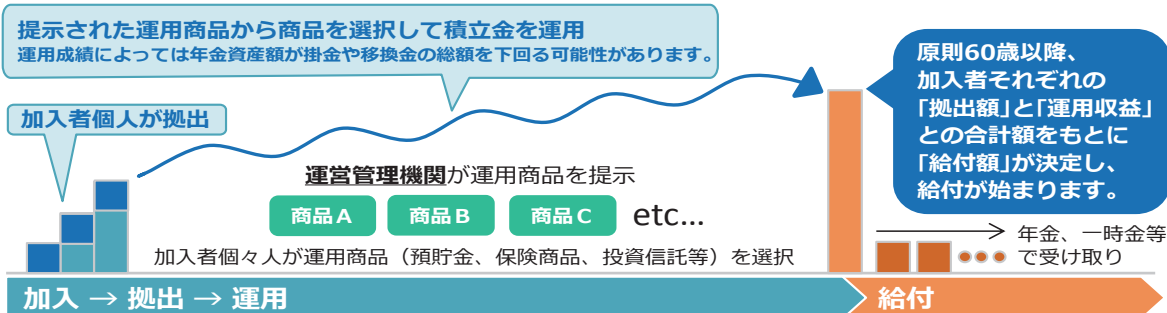 提示された運用商品から商品を選択して積立金を運用
運用成績によっては年金資産額が掛金や移換金の総額を下回る可能性があります。
加入者個人が拠出
運営管理機関が運用商品を提示
商品A 商品B 商品C etc...
加入者個々人が運用商品（預貯金、保険商品、投資信託等）を選択
原則60歳以降、
加入者それぞれの
「拠出額」と「運用収益」
との合計額をもとに
「給付額」が決定し、
給付が始まります。
年金、一時金等
で受け取り
加入 → 拠出 → 運用
給付